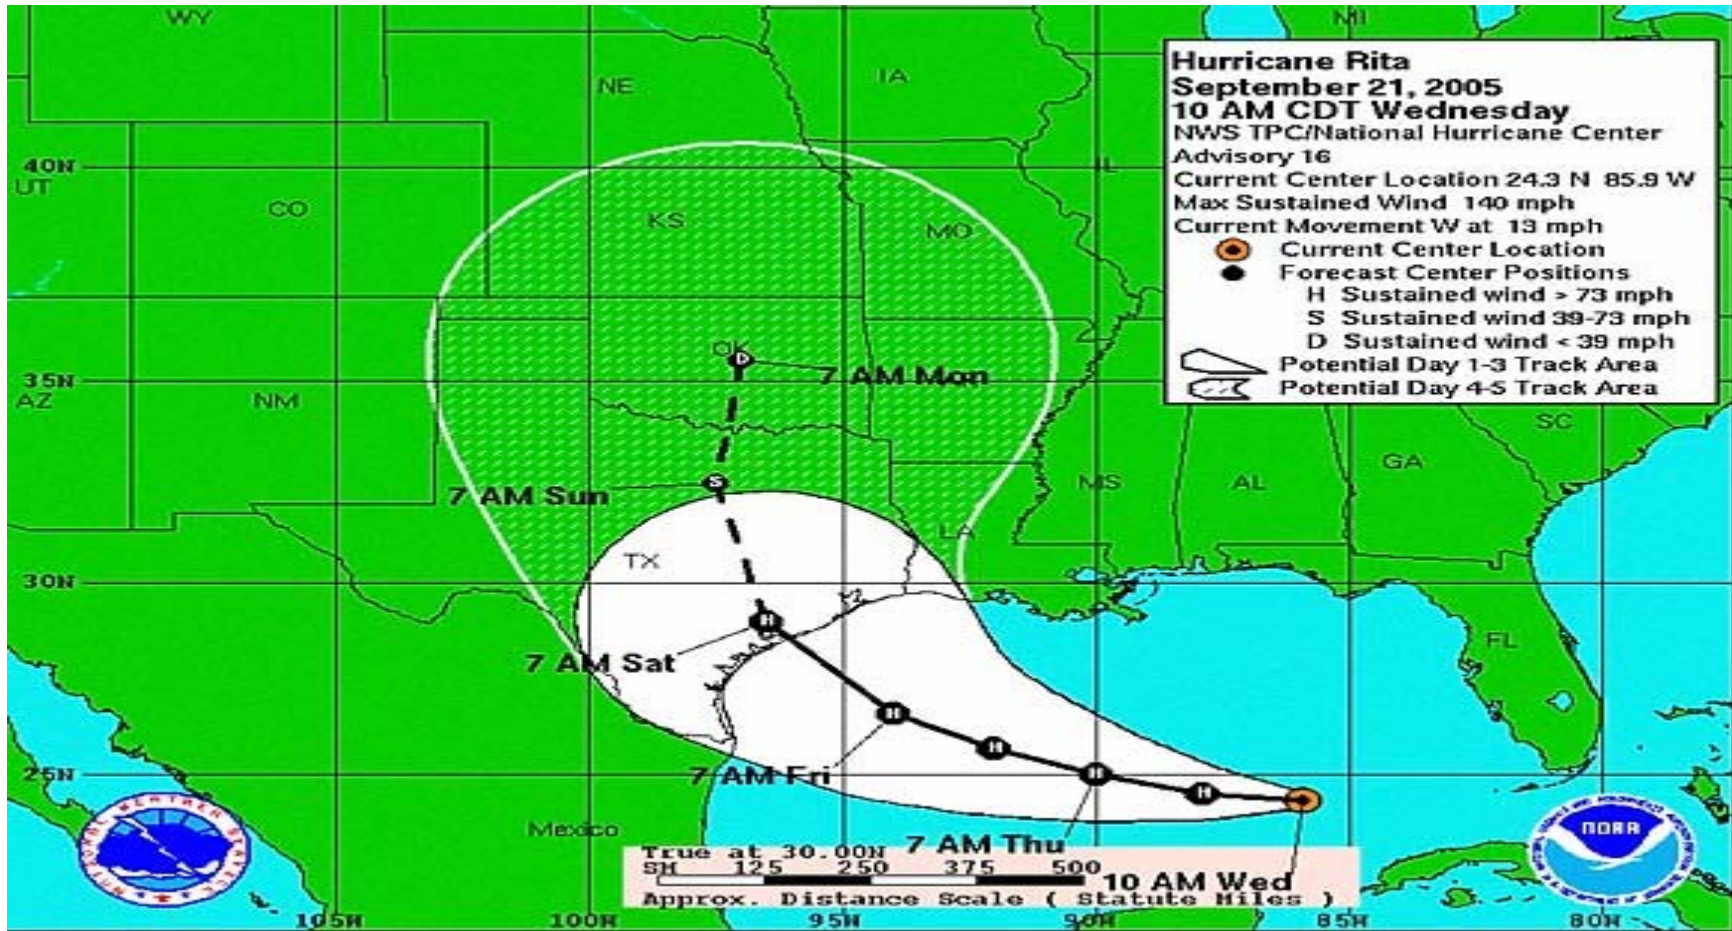 WY
MI
NE
IA
Hurricane Rita
September 21, 2005
10 AM CDT Wednesday
NWS TPC/National Hurricane Center
Advisory 16
Current Center Location 24.3 N 85.9 W
Max Sustained Wind 140 mph
Current Movement W at 13 mph
Current Center Location
Forecast Center Positions
H Sustained wind > 73 mph
S Sustained wind 39-73 mph
D Sustained wind < 39 mph
Potential Day 1-3 Track Area
Potential Day 4-5 Track Area
40N
UT
CO
KS
MO
IL
OK
D
7 AM Mon
35N
AZ
NM
SC
GA
MS
AL
S
7 AM Sun
LA
TX
30N
H
FL
7 AM Sat
H
H
7 AM Fri
25N
H
H
Mexico
7 AM Thu
10 AM Wed
True at 30.00N
SM 125 250 375 500
Approx. Distance Scale ( Statute Miles )
105W 100W 95W 90W 85W 80W
NATIONAL WEATHER SERVICE
NOAA